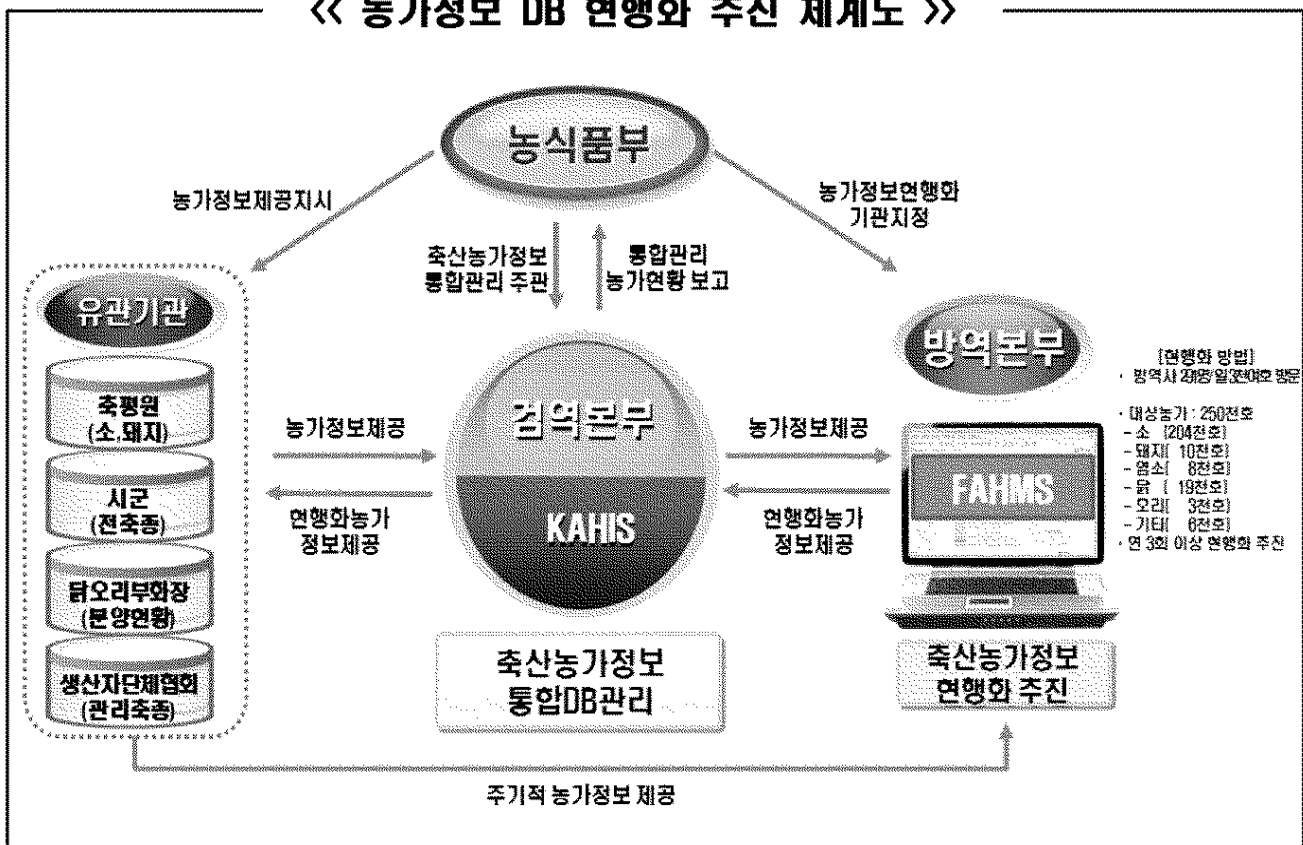 << 농가정보 DB 현행화 추진 체계도 >>
농식품부
농가정보제공지시
농가정보현행화
기관지정
축산농가정보
통합관리 주관
통합관리
농가현황 보고
유관기관
축평원
(소,돼지)
시군
(전축종)
닭오리부화장
(분양현황)
생산자단체협회
(관리축종)
농가정보제공
현행화농가
정보제공
검역본부
KAHIS
축산농가정보
통합DB관리
농가정보제공
현행화농가
정보제공
방역본부
FAHMS
축산농가정보
현행화 추진
[현행화 방법]
· 방역사
방문
· 대상농가 : 250천호
- 소 [204천호]
- 돼지[ 10천호]
- 염소[ 8천호]
- 닭 [ 19천호]
- 오리[ 3천호]
- 기타[ 6천호]
· 연 3회 이상 현행화 추진
주기적 농가정보 제공